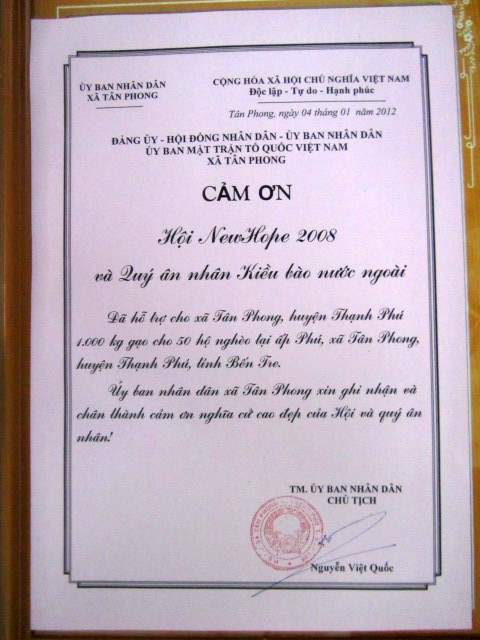 ỦY BAN NHÂN DÂN
XÃ TÂN PHONG
CỘNG HÒA XÃ HỘI CHỦ NGHĨA VIỆT NAM
Độc lập - Tự do - Hạnh phúc
Tân Phong, ngày 04 tháng 01 năm 2012
ĐẢNG ỦY - HỘI ĐỒNG NHÂN DÂN - ỦY BAN NHÂN DÂN
ỦY BAN MẶT TRẬN TỔ QUỐC VIỆT NAM
XÃ TÂN PHONG
CẢM ƠN
Hội NewHope 2008
và Quý ân nhân Kiều bào nước ngoài
Đã hỗ trợ cho xã Tân Phong, huyện Thạnh Phú
1.000 kg gạo cho 50 hộ nghèo lại ấp Phú, xã Tân Phong,
huyện Thạnh Phú, tỉnh Bến Tre.
Ủy ban nhân dân xã Tân Phong xin ghi nhận và
chân thành cảm ơn nghĩa cử cao đẹp của Hội và quý ân
nhân!
TM. ỦY BAN NHÂN DÂN
CHỦ TỊCH
Nguyễn Việt Quốc